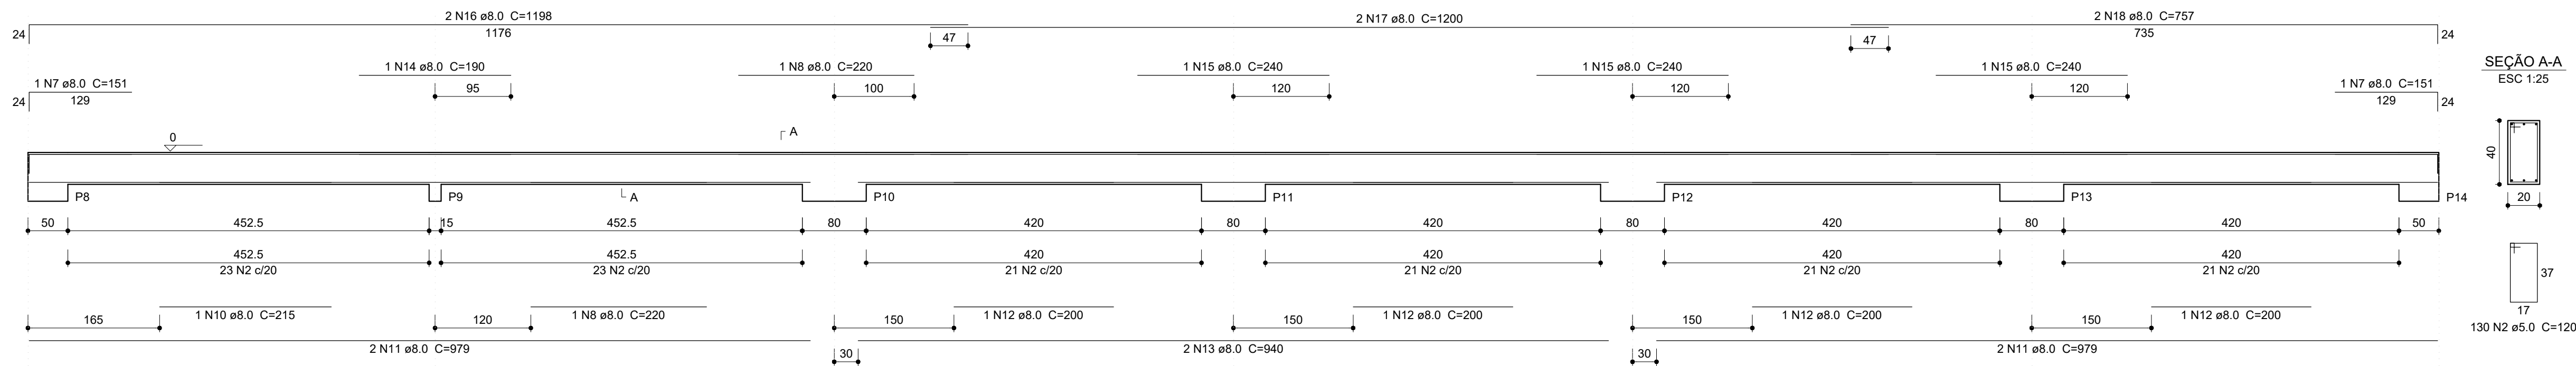 2 N16 ø8.0 C=1198
24
1176
47
2 N17 ø8.0 C=1200
2 N18 ø8.0 C=757
47
735
24
1 N7 ø8.0 C=151
24
129
1 N14 ø8.0 C=190
95
1 N8 ø8.0 C=220
100
1 N15 ø8.0 C=240
120
1 N15 ø8.0 C=240
120
1 N15 ø8.0 C=240
120
1 N7 ø8.0 C=151
129
24
SEÇÃO A-A
ESC 1:25
0
A
A
P8
P9
P10
P11
P12
P13
P14
40
20
50
452.5
15
452.5
80
420
80
420
80
420
80
420
50
452.5
23 N2 c/20
452.5
23 N2 c/20
420
21 N2 c/20
420
21 N2 c/20
420
21 N2 c/20
420
21 N2 c/20
37
17
130 N2 ø5.0 C=120
165
1 N10 ø8.0 C=215
120
1 N8 ø8.0 C=220
150
1 N12 ø8.0 C=200
150
1 N12 ø8.0 C=200
150
1 N12 ø8.0 C=200
150
1 N12 ø8.0 C=200
2 N11 ø8.0 C=979
30
2 N13 ø8.0 C=940
30
2 N11 ø8.0 C=979